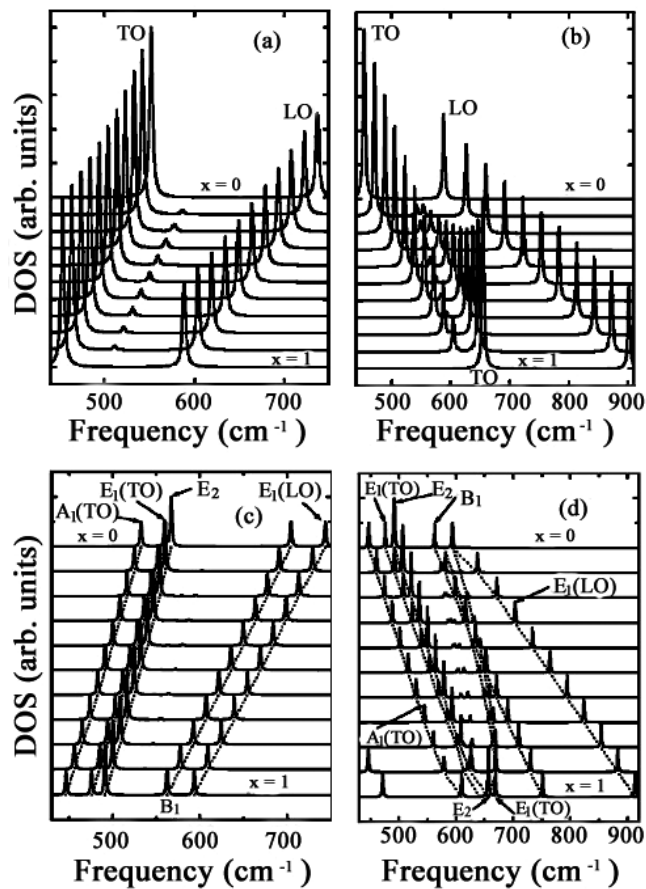 TO
(a)
LO
x = 0
x = 1
500
600
700
Frequency (cm -1 )
DOS (arb. units)
TO
(b)
LO
x = 0
x = 1
TO
500
600
700
800
900
Frequency (cm -1 )
E1(TO)
E2
E1(LO)
A1(TO)
(c)
x = 0
x = 1
B1
500
600
700
Frequency (cm -1 )
DOS (arb. units)
E1(TO)
E2
B1
(d)
x = 0
E1(LO)
A1(TO)
x = 1
E2
E1(TO)
500
600
700
800
900
Frequency (cm -1 )